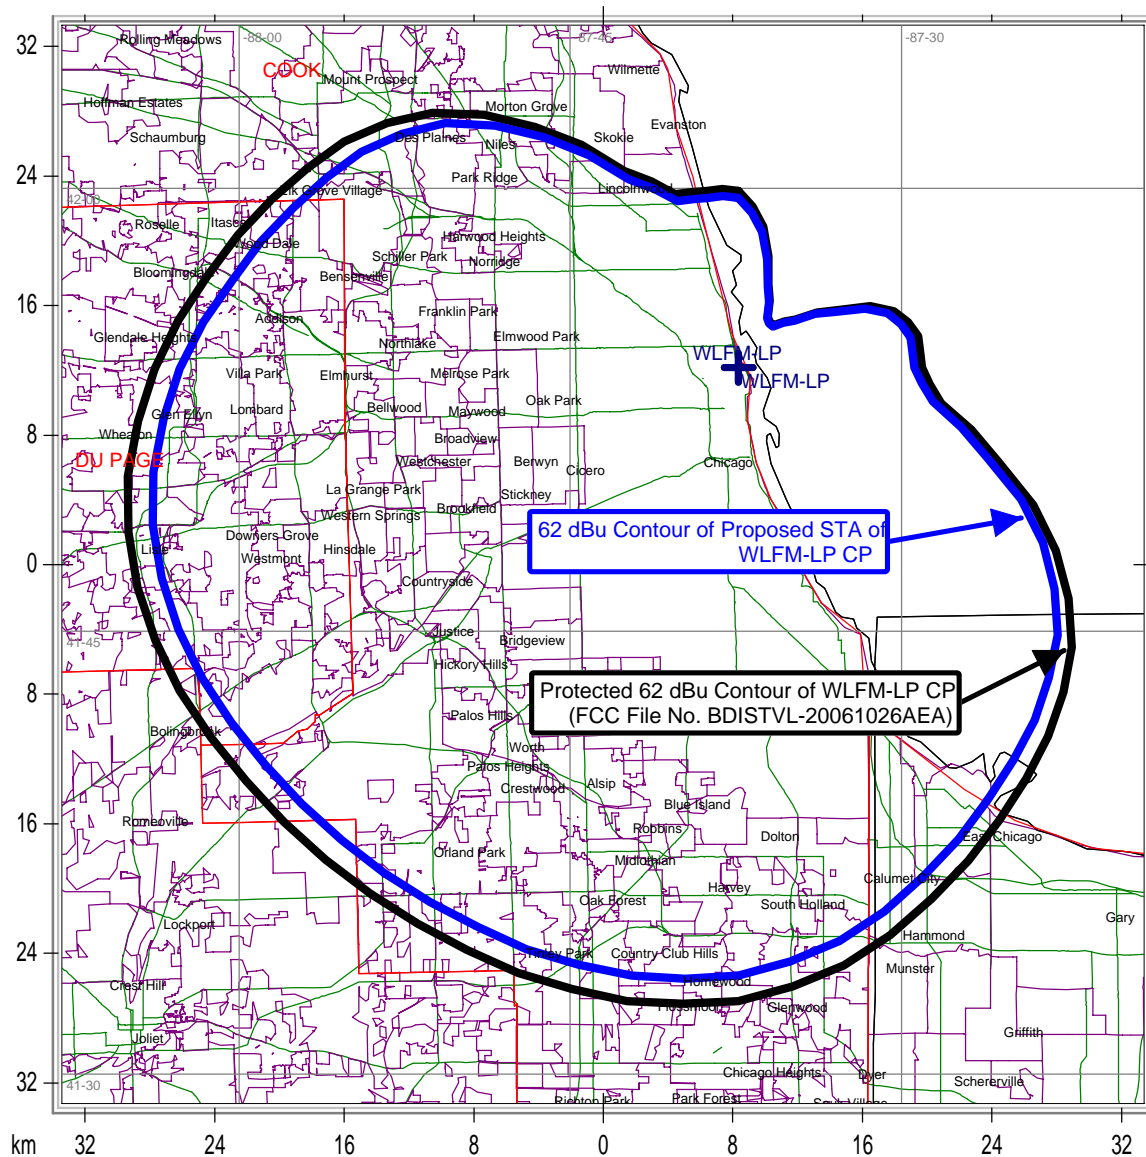 32
24
16
8
0
8
16
24
32
km
32
24
16
8
0
8
16
24
32
-88-00
-87-45
-87-30
42-00
41-45
41-30
Rolling Meadows
COOK
Mount Prospect
Wilmette
Hoffman Estates
Morton Grove
Schaumburg
Des Plaines
Niles
Skokie
Evanston
Park Ridge
Elk Grove Village
Lincolnwood
Roselle
Itasca
Wood Dale
Harwood Heights
Schiller Park
Norridge
Bloomingdale
Bensenville
Addison
Franklin Park
Glendale Heights
Northlake
Elmwood Park
WLFM-LP
WLFM-LP
Villa Park
Elmhurst
Melrose Park
Glen Ellyn
Lombard
Bellwood
Maywood
Oak Park
Wheaton
Broadview
DU PAGE
Westchester
Berwyn
Cicero
Chicago
La Grange Park
Stickney
Western Springs
Brookfield
62 dBu Contour of Proposed STA of
WLFM-LP CP
Lisle
Downers Grove
Westmont
Hinsdale
Countryside
Justice
Bridgeview
Hickory Hills
Protected 62 dBu Contour of WLFM-LP CP
(FCC File No. BDISTVL-20061026AEA)
Bolingbrook
Palos Hills
Worth
Palos Heights
Crestwood
Alsip
Blue Island
Romeoville
Robbins
Dolton
East Chicago
Orland Park
Midlothian
Calumet City
Harvey
Oak Forest
South Holland
Lockport
Gary
Hammond
Tinley Park
Country Club Hills
Munster
Crest Hill
Homewood
Flossmoor
Glenwood
Joliet
Griffith
Chicago Heights
Dyer
Schererville
Richton Park
Park Forest
Sauk Village